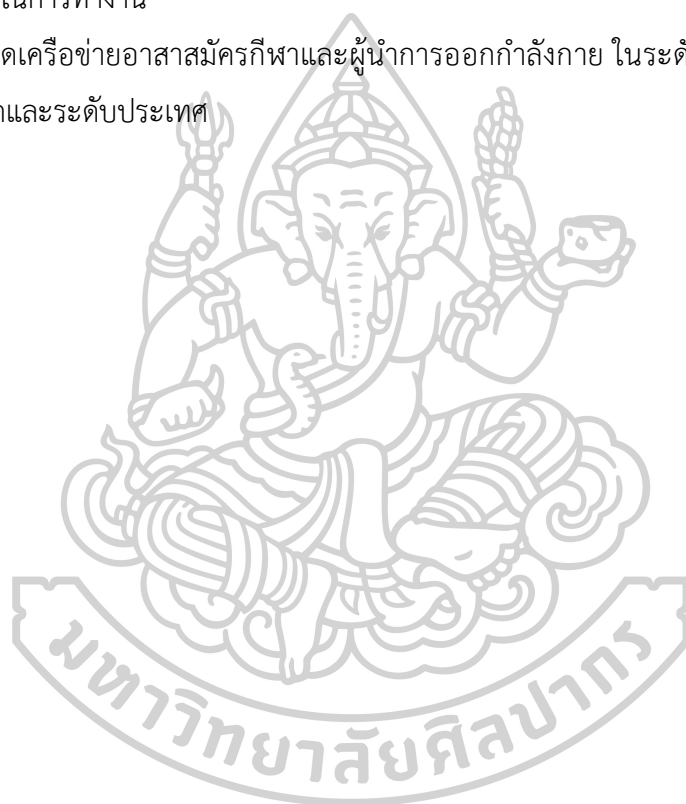 ในการทำงาน
ดเครือข่ายอาสาสมัครกีฬาและผู้นำการออกกำลังกาย ในระดั
และระดับประเทศ
มหาวิทยาลัยศิลปากร